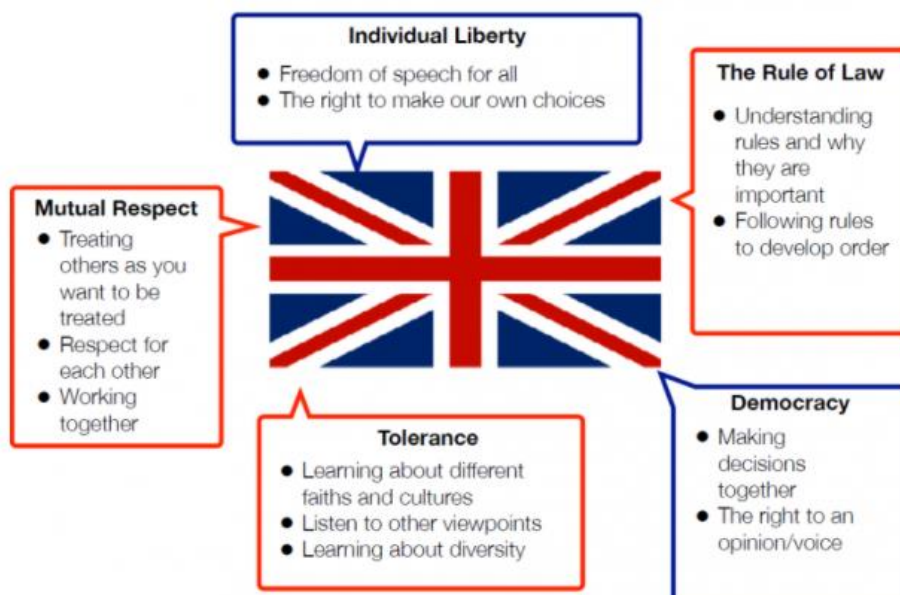 Individual Liberty
● Freedom of speech for all
● The right to make our own choices
The Rule of Law
● Understanding
rules and why
they are
important
● Following rules
to develop order
Mutual Respect
● Treating
others as you
want to be
treated
● Respect for
each other
● Working
together
Tolerance
● Learning about different
faiths and cultures
● Listen to other viewpoints
● Learning about diversity
Democracy
● Making
decisions
together
● The right to an
opinion/voice